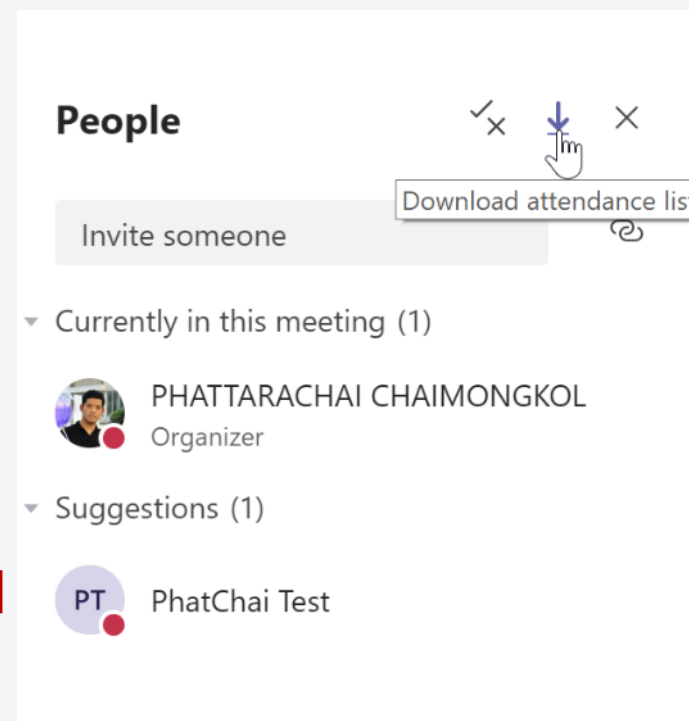 People
Download attendance lis
Invite someone
Currently in this meeting (1)
PHATTARACHAI CHAIMONGKOL
Organizer
Suggestions (1)
PT
PhatChai Test